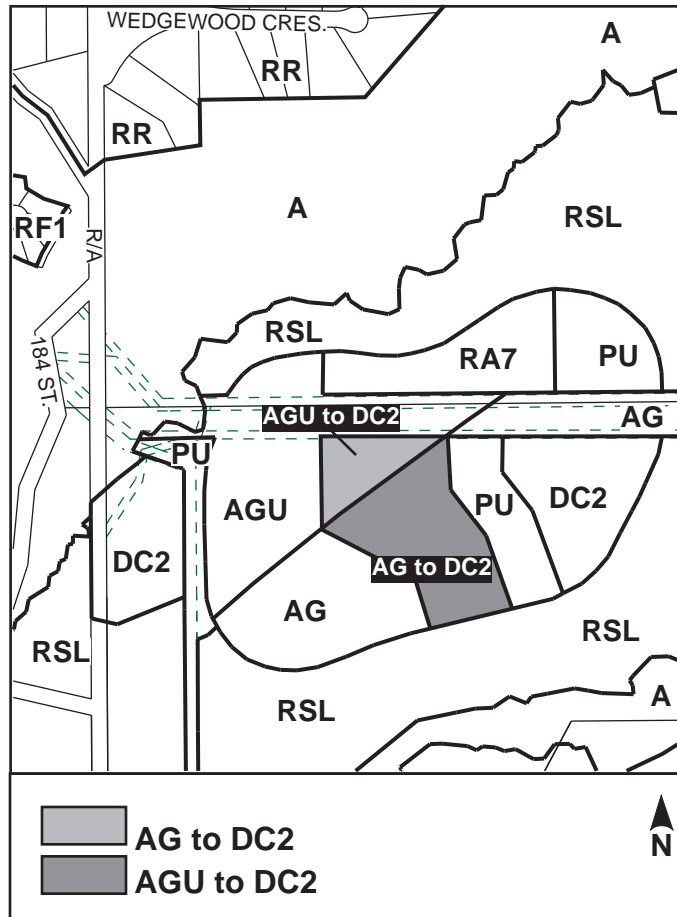 WEDGEWOOD CRES.
A
RR
RR
A
RSL
RF1
R/A
RSL
RA7
PU
184 ST.
AGU to DC2
AG
PU
AGU
PU
DC2
DC2
AG to DC2
AG
RSL
RSL
RSL
A
AG to DC2
AGU to DC2
N